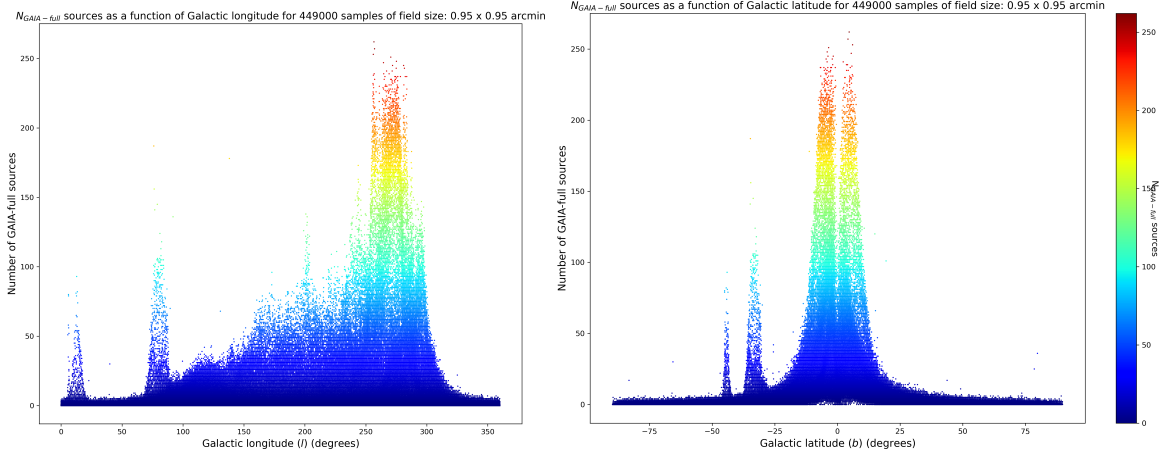 N_GAIA−full sources as a function of Galactic longitude for 449000 samples of field size: 0.95 x 0.95 arcmin
Number of GAIA-full sources
250
200
150
100
50
0
0 50 100 150 200 250 300 350
Galactic longitude (l) (degrees)
N_GAIA−full sources as a function of Galactic latitude for 449000 samples of field size: 0.95 x 0.95 arcmin
Number of GAIA-full sources
250
200
150
100
50
0
−75 −50 −25 0 25 50 75
Galactic latitude (b) (degrees)
250
200
150
100
50
0
N_GAIA−full sources